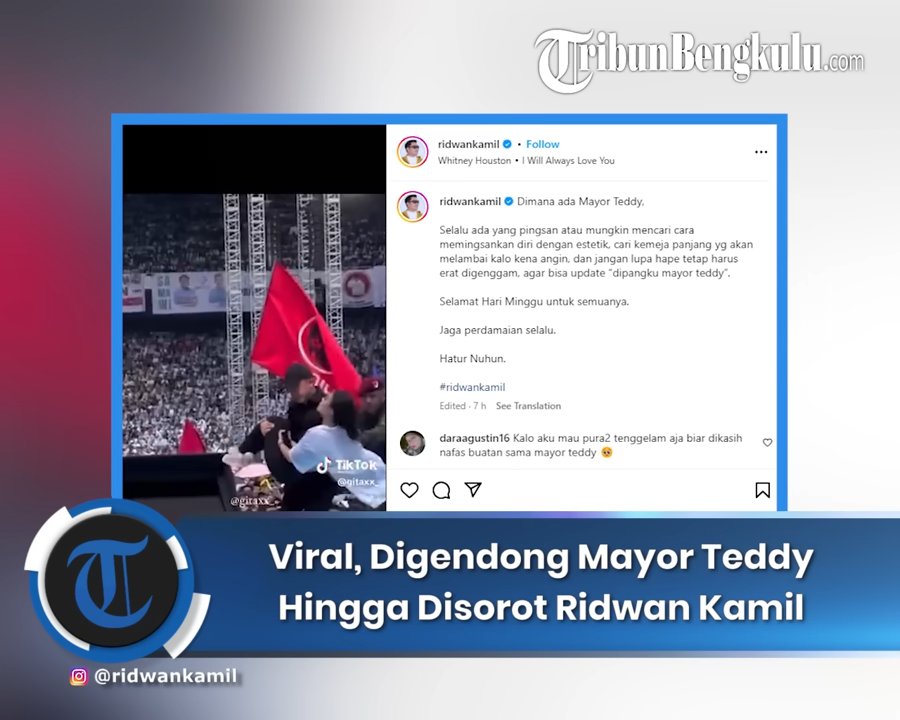 TribunBengkulu.com
ridwankamil • Follow
Whitney Houston • I Will Always Love You
ridwankamil Dimana ada Mayor Teddy,
Selalu ada yang pingsan atau mungkin mencari cara
memingsankan diri dengan estetik, cari kemeja panjang yg akan
melambai kalo kena angin, dan jangan lupa hape tetap harus
erat digenggam, agar bisa update “dipangku mayor teddy”.
Selamat Hari Minggu untuk semuanya.
Jaga perdamaian selalu.
Hatur Nuhun.
#ridwankamil
Edited · 7 h See Translation
daraagustin16 Kalo aku mau pura2 tenggelam aja biar dikasih
nafas buatan sama mayor teddy 🥺
TikTok
@gitaxx_
@gitaxx_
Viral, Digendong Mayor Teddy
Hingga Disorot Ridwan Kamil
@ridwankamil